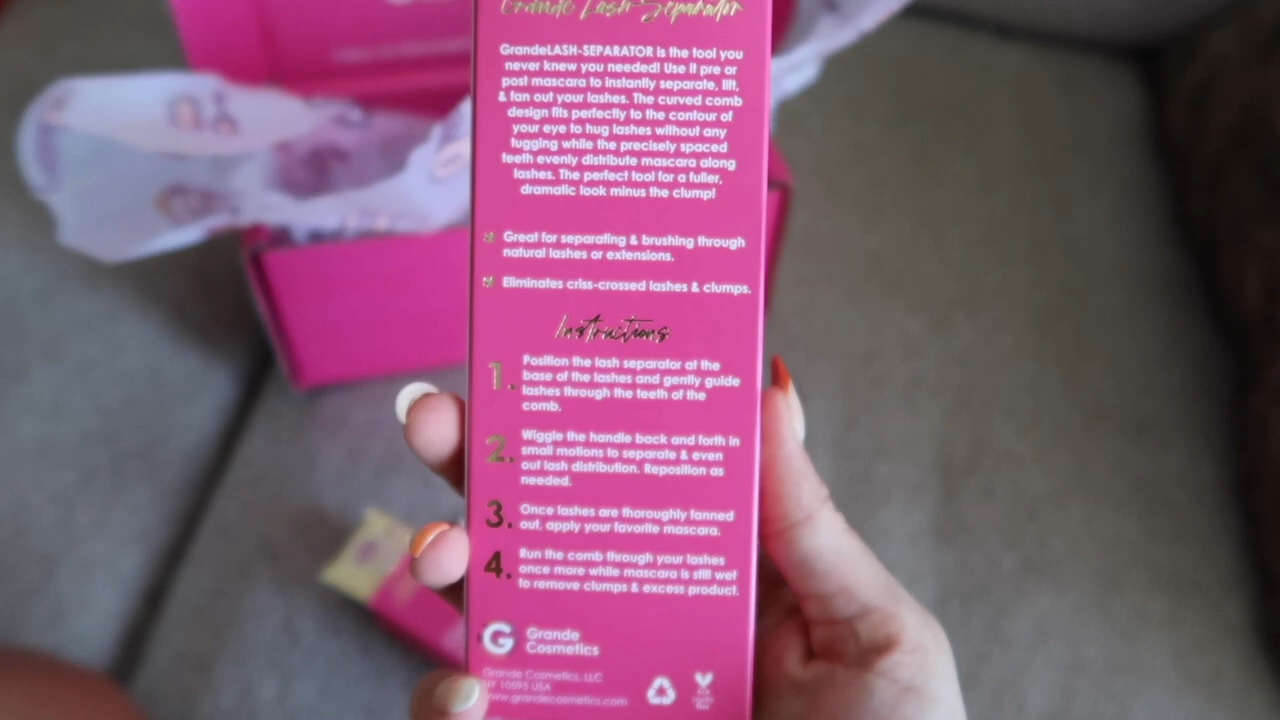 Grande Lash Separator
GrandeLASH-SEPARATOR is the tool you
never knew you needed! Use it pre or
post mascara to instantly separate, lift,
& fan out your lashes. The curved comb
design fits perfectly to the contour of
your eye to hug lashes without any
tugging while the precisely spaced
teeth evenly distribute mascara along
lashes. The perfect tool for a fuller,
dramatic look minus the clump!
Great for separating & brushing through
natural lashes or extensions.
Eliminates criss-crossed lashes & clumps.
Instructions
1. Position the lash separator at the
base of the lashes and gently guide
lashes through the teeth of the
comb.
2. Wiggle the handle back and forth in
small motions to separate & even
out lash distribution. Reposition as
needed.
3. Once lashes are thoroughly fanned
out, apply your favorite mascara.
4. Run the comb through your lashes
once more while mascara is still wet
to remove clumps & excess product.
G Grande
Cosmetics
Grande Cosmetics, LLC
NY 10595 USA
www.grandecosmetics.com